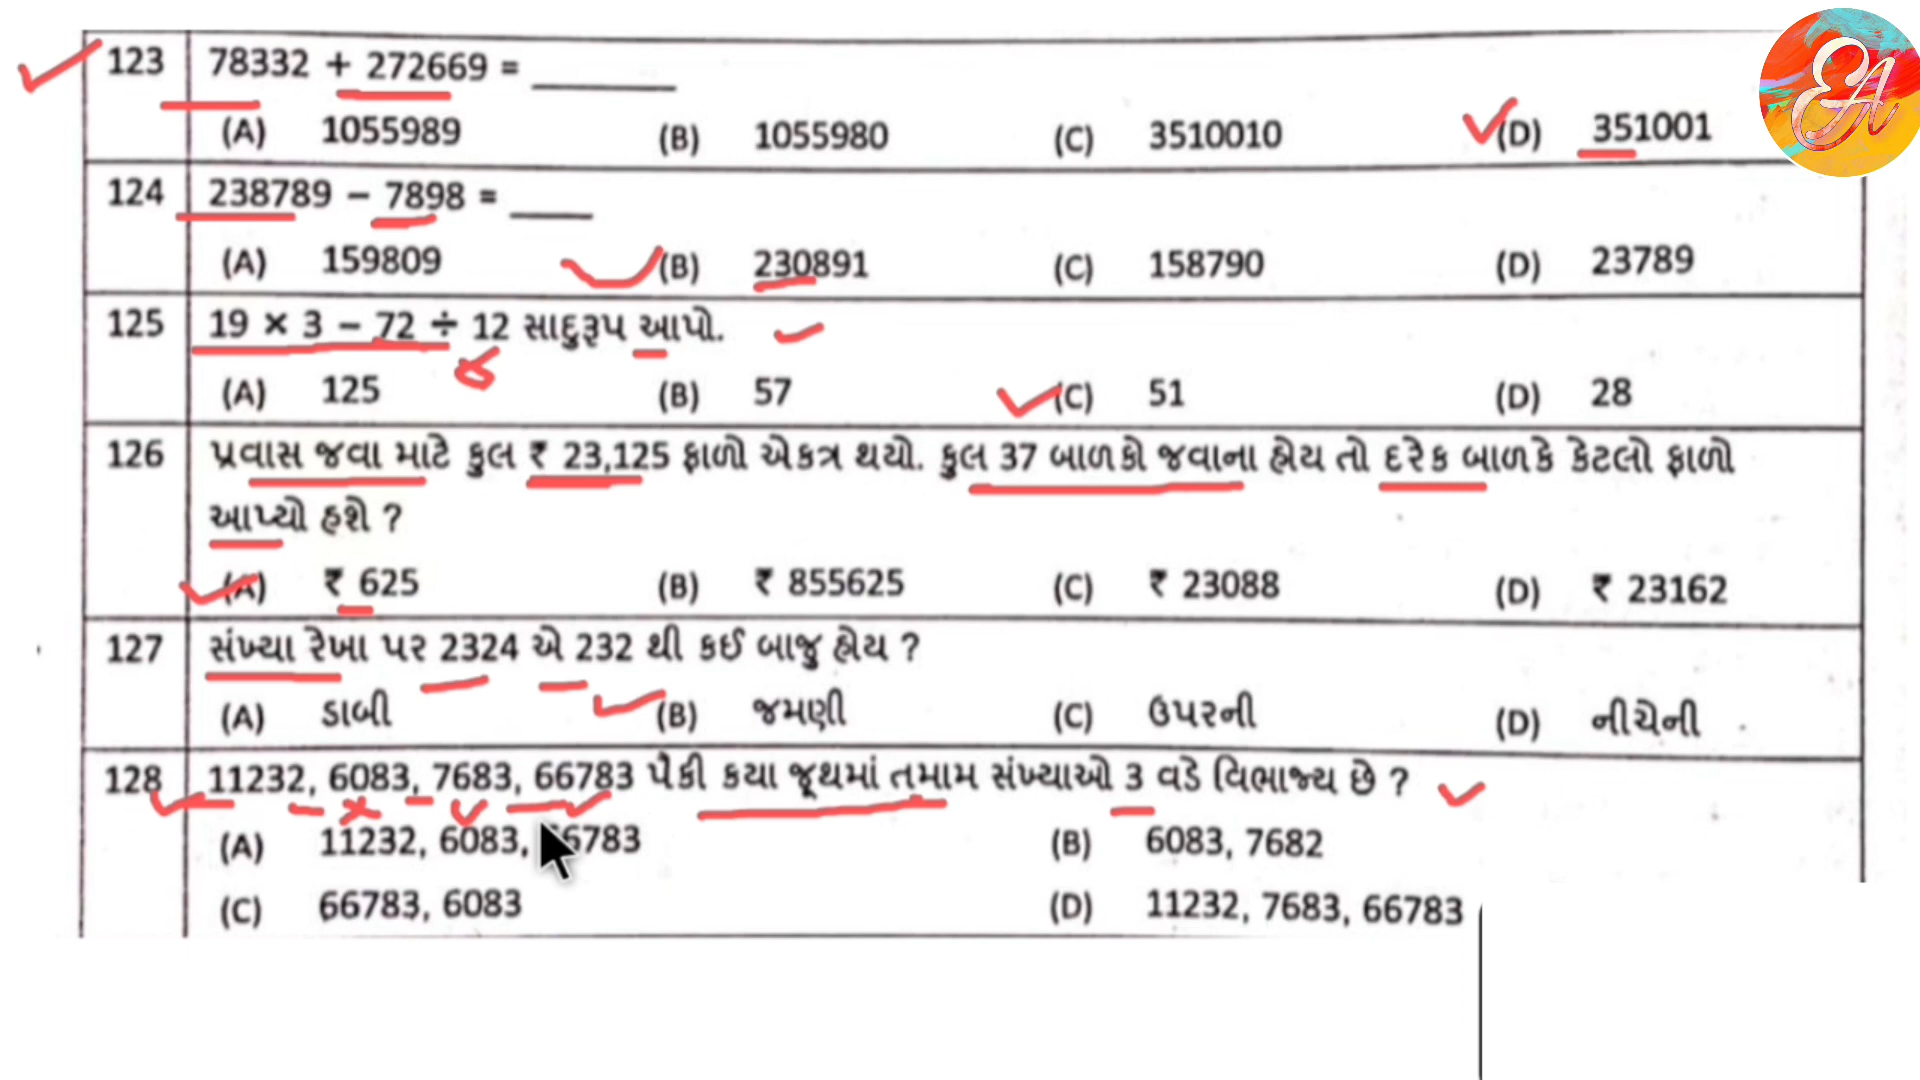 EA
123 78332 + 272669 = ______
(A) 1055989 (B) 1055980 (C) 3510010 (D) 351001
124 238789 – 7898 = ____
(A) 159809 (B) 230891 (C) 158790 (D) 23789
125 19 × 3 – 72 ÷ 12 સાદુરૂપ આપો.
6
(A) 125 (B) 57 (C) 51 (D) 28
126 પ્રવાસ જવા માટે કુલ ₹ 23,125 ફાળો એકત્ર થયો. કુલ 37 બાળકો જવાના હોય તો દરેક બાળકે કેટલો ફાળો
આપ્યો હશે ?
(A) ₹ 625 (B) ₹ 855625 (C) ₹ 23088 (D) ₹ 23162
127 સંખ્યા રેખા પર 2324 એ 232 થી કઈ બાજુ હોય ?
(A) ડાબી (B) જમણી (C) ઉપરની (D) નીચેની
128 11232, 6083, 7683, 66783 પૈકી કયા જૂથમાં તમામ સંખ્યાઓ 3 વડે વિભાજ્ય છે ?
(A) 11232, 6083, 66783 (B) 6083, 7682
(C) 66783, 6083 (D) 11232, 7683, 66783